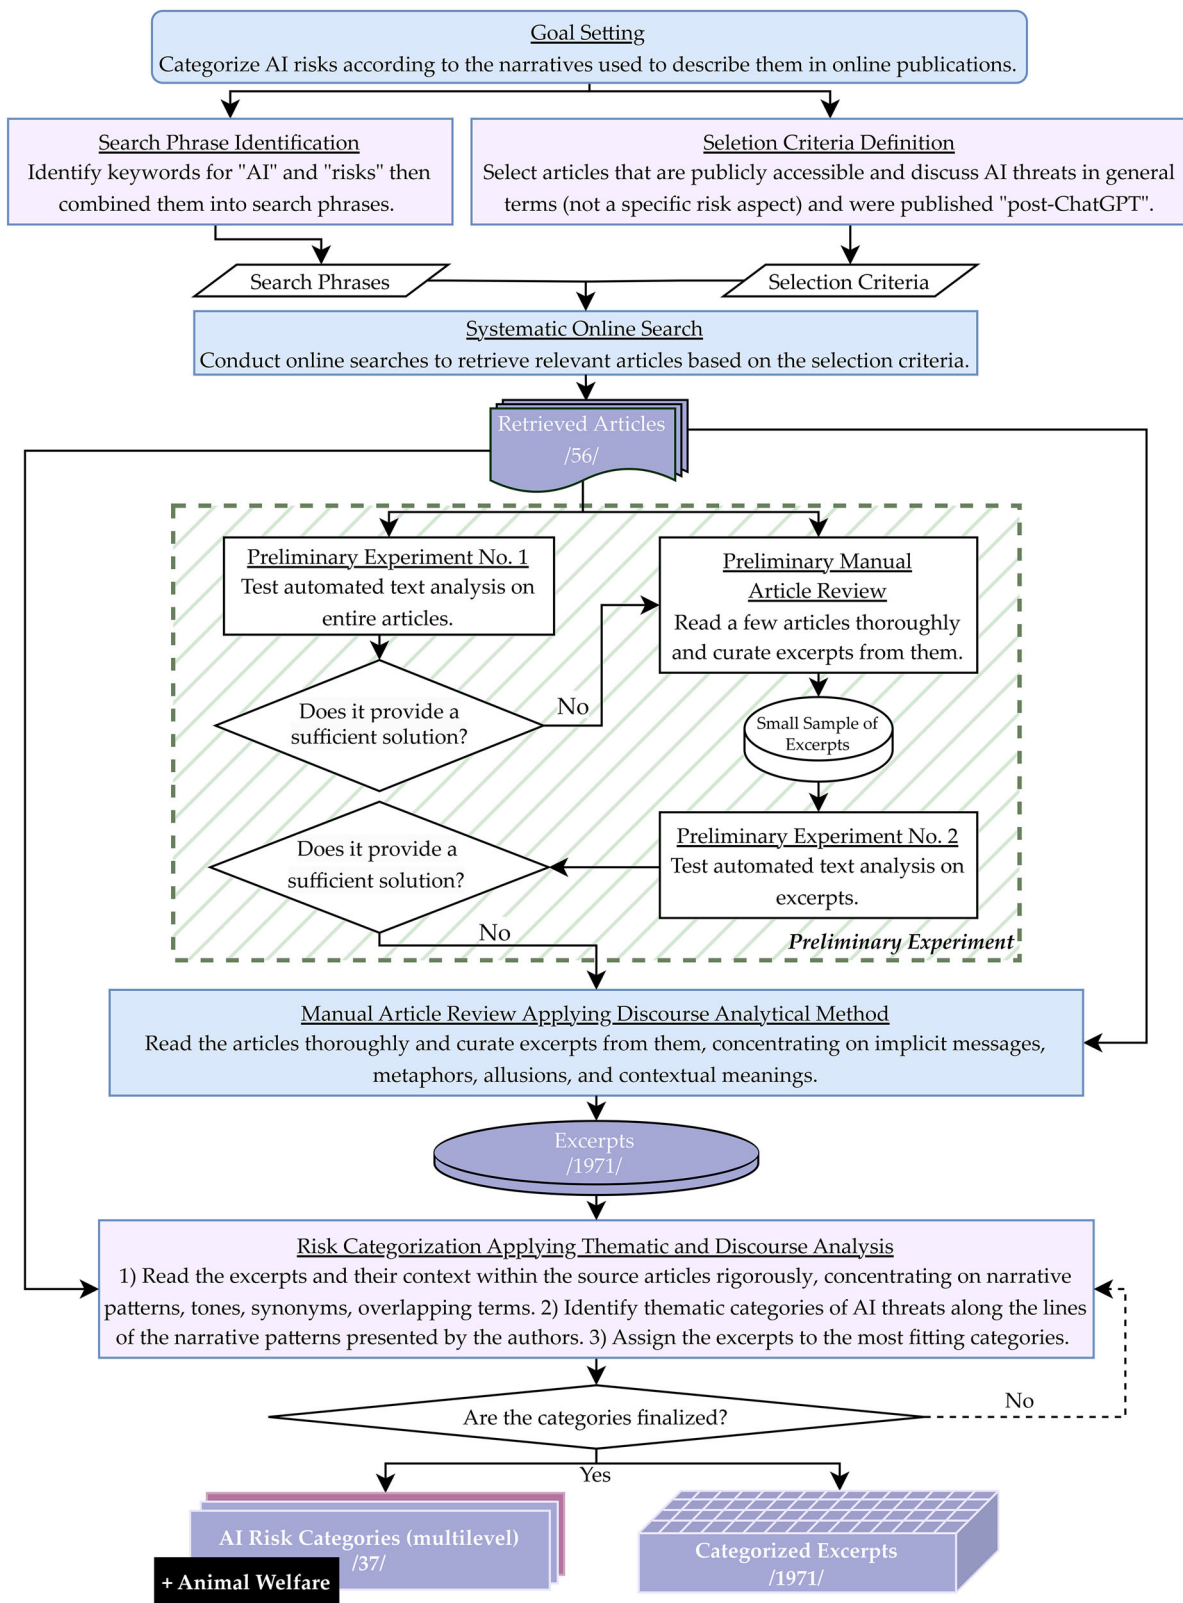 Goal Setting
Categorize AI risks according to the narratives used to describe them in online publications.
Search Phrase Identification
Identify keywords for "AI" and "risks" then
combined them into search phrases.
Seletion Criteria Definition
Select articles that are publicly accessible and discuss AI threats in general
terms (not a specific risk aspect) and were published "post-ChatGPT".
Search Phrases
Selection Criteria
Systematic Online Search
Conduct online searches to retrieve relevant articles based on the selection criteria.
Retrieved Articles
/56/
Preliminary Experiment No. 1
Test automated text analysis on
entire articles.
Preliminary Manual
Article Review
Read a few articles thoroughly
and curate excerpts from them.
Does it provide a
sufficient solution?
No
Small Sample of
Excerpts
Preliminary Experiment No. 2
Test automated text analysis on
excerpts.
Does it provide a
sufficient solution?
No
Preliminary Experiment
Manual Article Review Applying Discourse Analytical Method
Read the articles thoroughly and curate excerpts from them, concentrating on implicit messages,
metaphors, allusions, and contextual meanings.
Excerpts
/1971/
Risk Categorization Applying Thematic and Discourse Analysis
1) Read the excerpts and their context within the source articles rigorously, concentrating on narrative
patterns, tones, synonyms, overlapping terms. 2) Identify thematic categories of AI threats along the lines
of the narrative patterns presented by the authors. 3) Assign the excerpts to the most fitting categories.
Are the categories finalized?
No
Yes
AI Risk Categories (multilevel)
/37/
+ Animal Welfare
Categorized Excerpts
/1971/